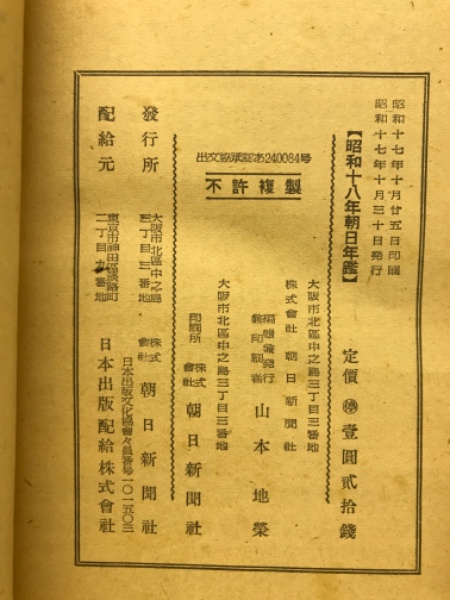 昭和十七年十月廿五日印刷
昭和十七年十月三十日発行
【昭和十八年朝日年鑑】
定價 壹圓貳拾錢
大阪市北區中之島三丁目三番地
株式會社 朝日新聞社
編輯兼発行
兼印刷者 山本地榮
大阪市北區中之島三丁目三番地
印刷所 株式會社 朝日新聞社
出文協承認あ240084号
不許複製
發行所
大阪市北區中之島
三丁目三番地
株式會社 朝日新聞社
日本出版文化協會々員番号一〇一五〇三
配給元
東京市神田區淡路町
二丁目九番地
日本出版配給株式會社